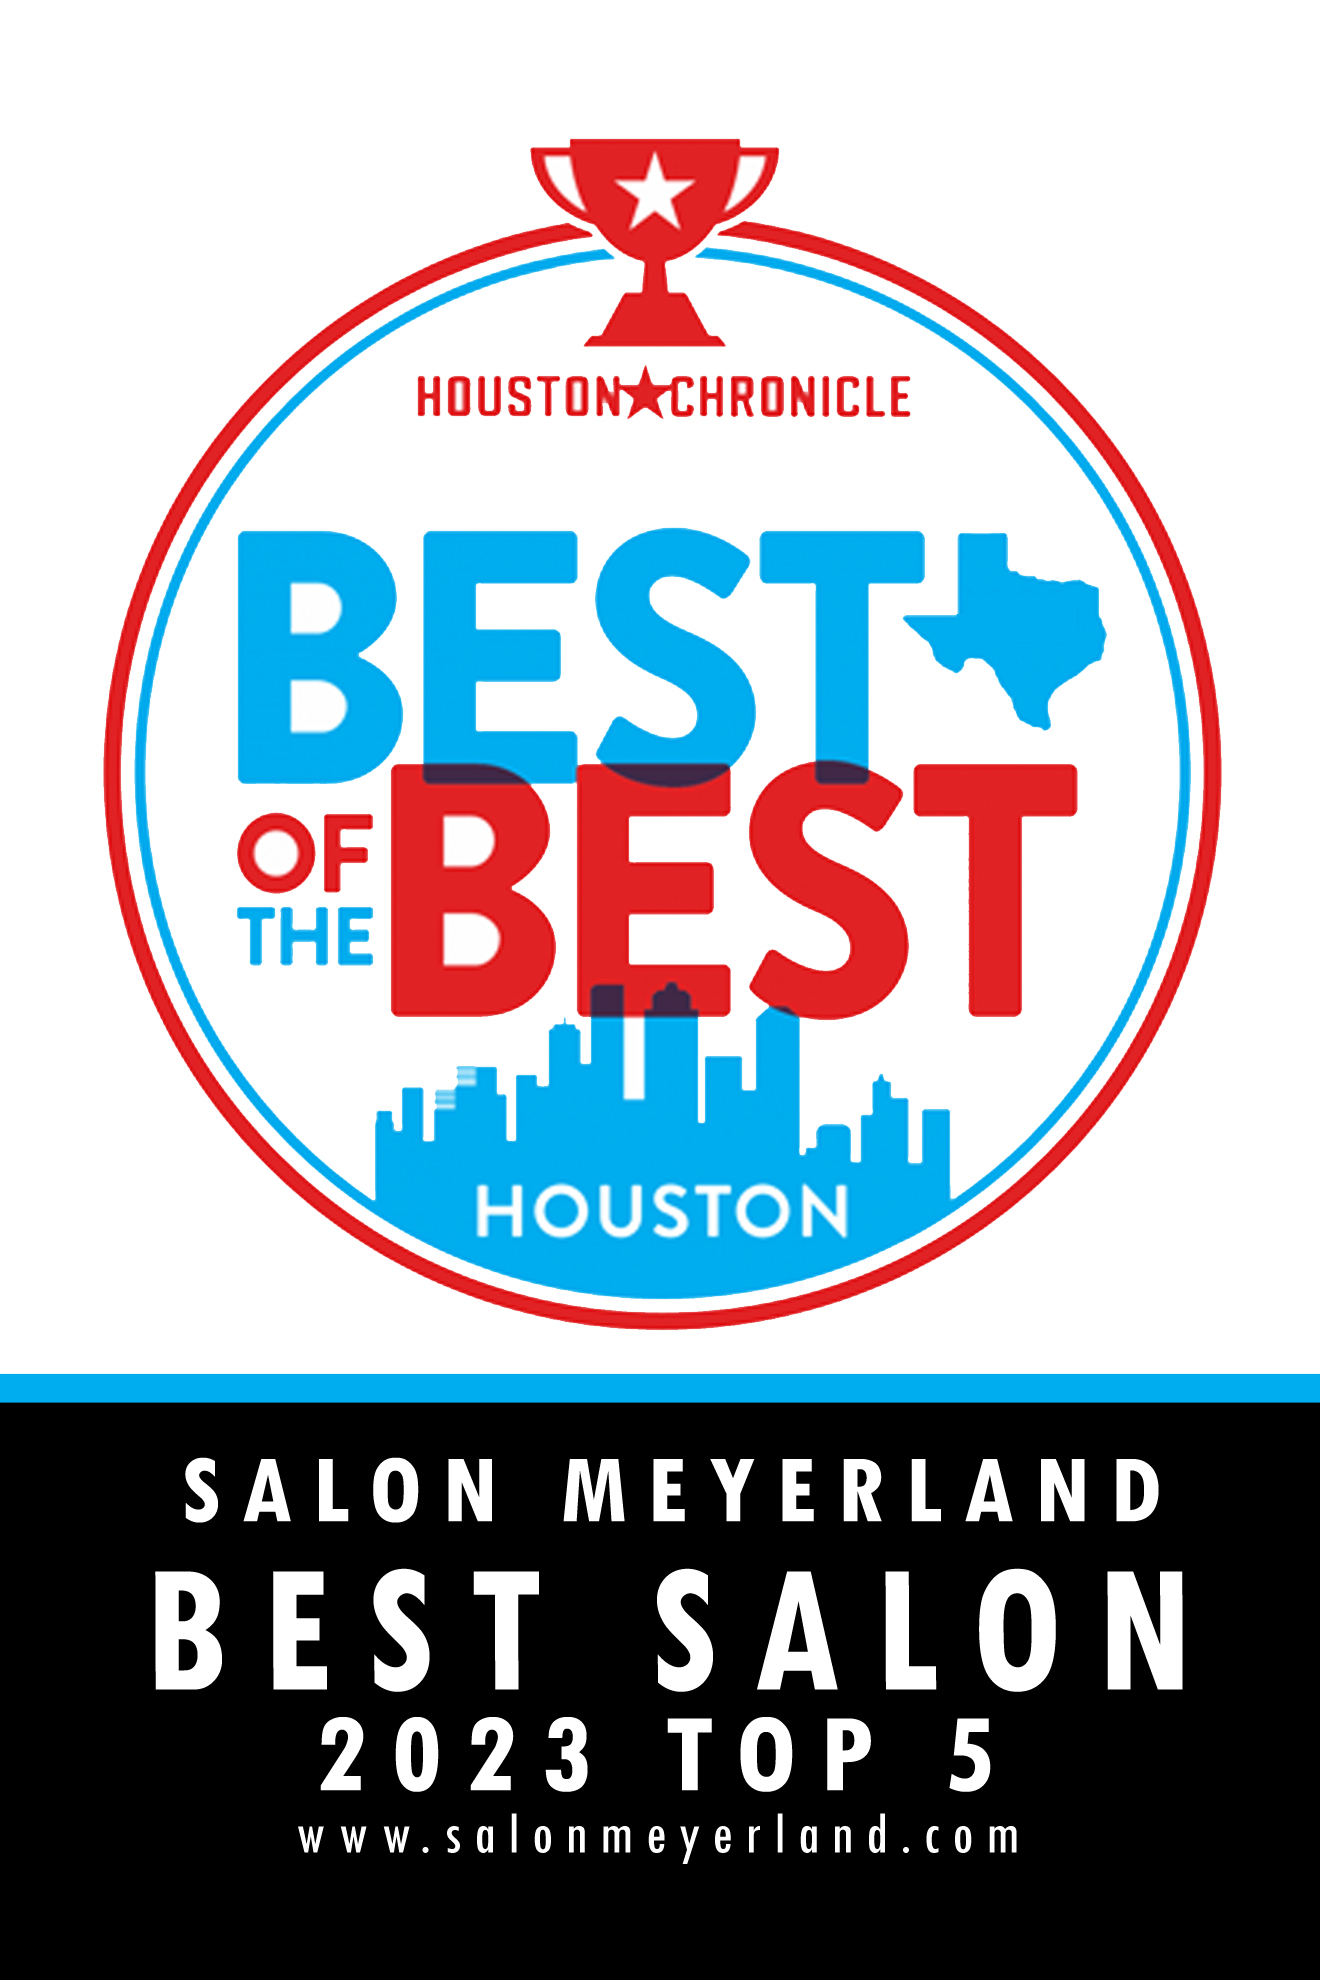 HOUSTON★CHRONICLE
BEST
OF THE BEST
HOUSTON
SALON MEYERLAND
BEST SALON
2023 TOP 5
www.salonmeyerland.com